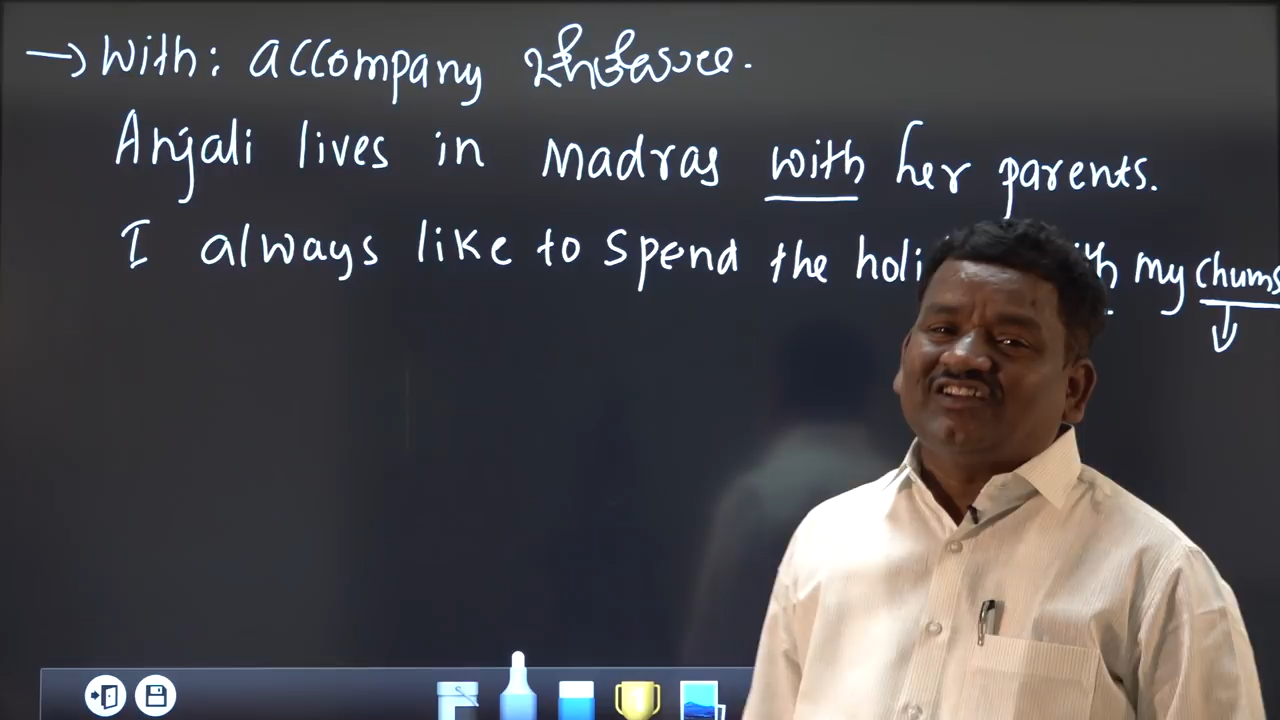 → With: accompany
Anjali lives in Madras with her parents.
I always like to spend the my chums